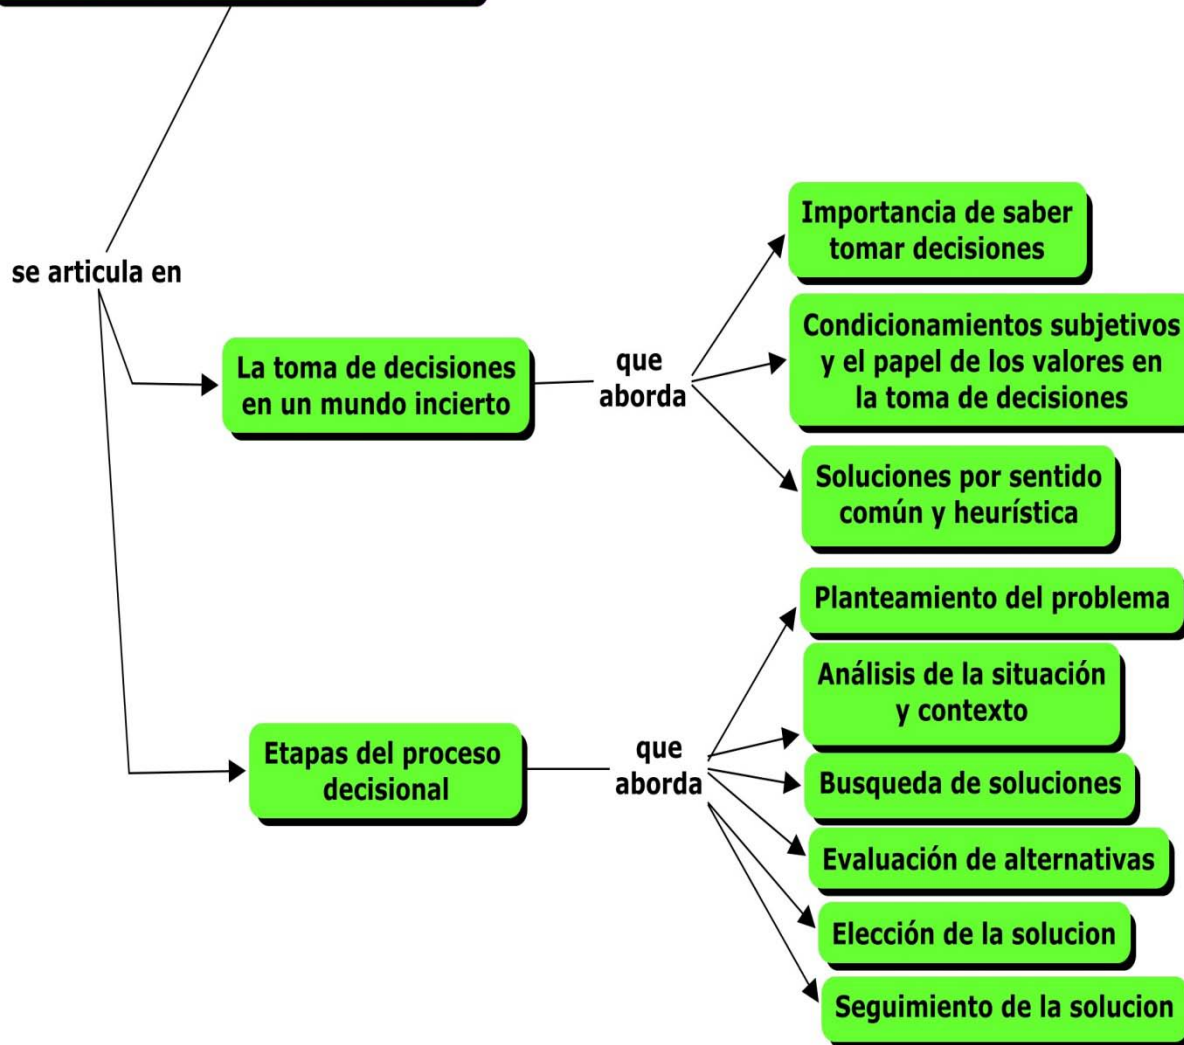 se articula en
La toma de decisiones
en un mundo incierto
que
aborda
Importancia de saber
tomar decisiones
Condicionamientos subjetivos
y el papel de los valores en
la toma de decisiones
Soluciones por sentido
común y heurística
Etapas del proceso
decisional
que
aborda
Planteamiento del problema
Análisis de la situación
y contexto
Busqueda de soluciones
Evaluación de alternativas
Elección de la solucion
Seguimiento de la solucion